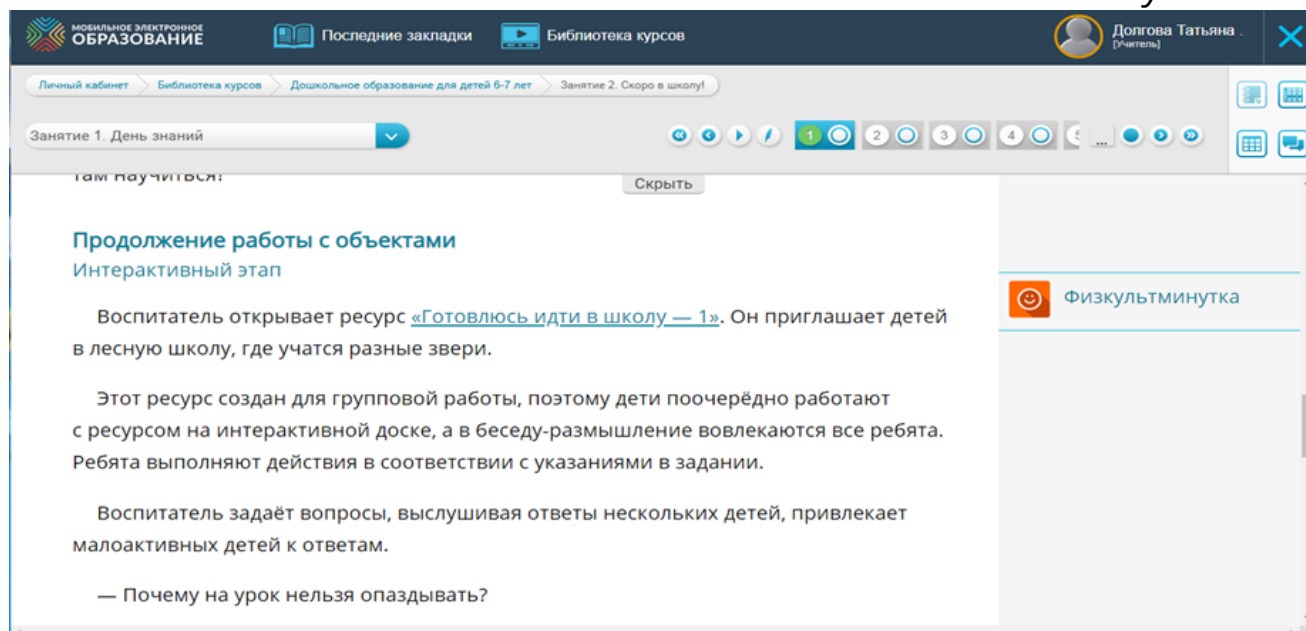 МОБИЛЬНОЕ ЭЛЕКТРОННОЕ
ОБРАЗОВАНИЕ
Последние закладки
Библиотека курсов
Долгова Татьяна .
[Учитель]
Личный кабинет
Библиотека курсов
Дошкольное образование для детей 6-7 лет
Занятие 2. Скоро в школу!
Занятие 1. День знаний
1 2 3 4 ...
там научиться!
Скрыть
Продолжение работы с объектами
Интерактивный этап
Физкультминутка
Воспитатель открывает ресурс «Готовлюсь идти в школу — 1». Он приглашает детей
в лесную школу, где учатся разные звери.
Этот ресурс создан для групповой работы, поэтому дети поочерёдно работают
с ресурсом на интерактивной доске, а в беседу-размышление вовлекаются все ребята.
Ребята выполняют действия в соответствии с указаниями в задании.
Воспитатель задаёт вопросы, выслушивая ответы нескольких детей, привлекает
малоактивных детей к ответам.
— Почему на урок нельзя опаздывать?